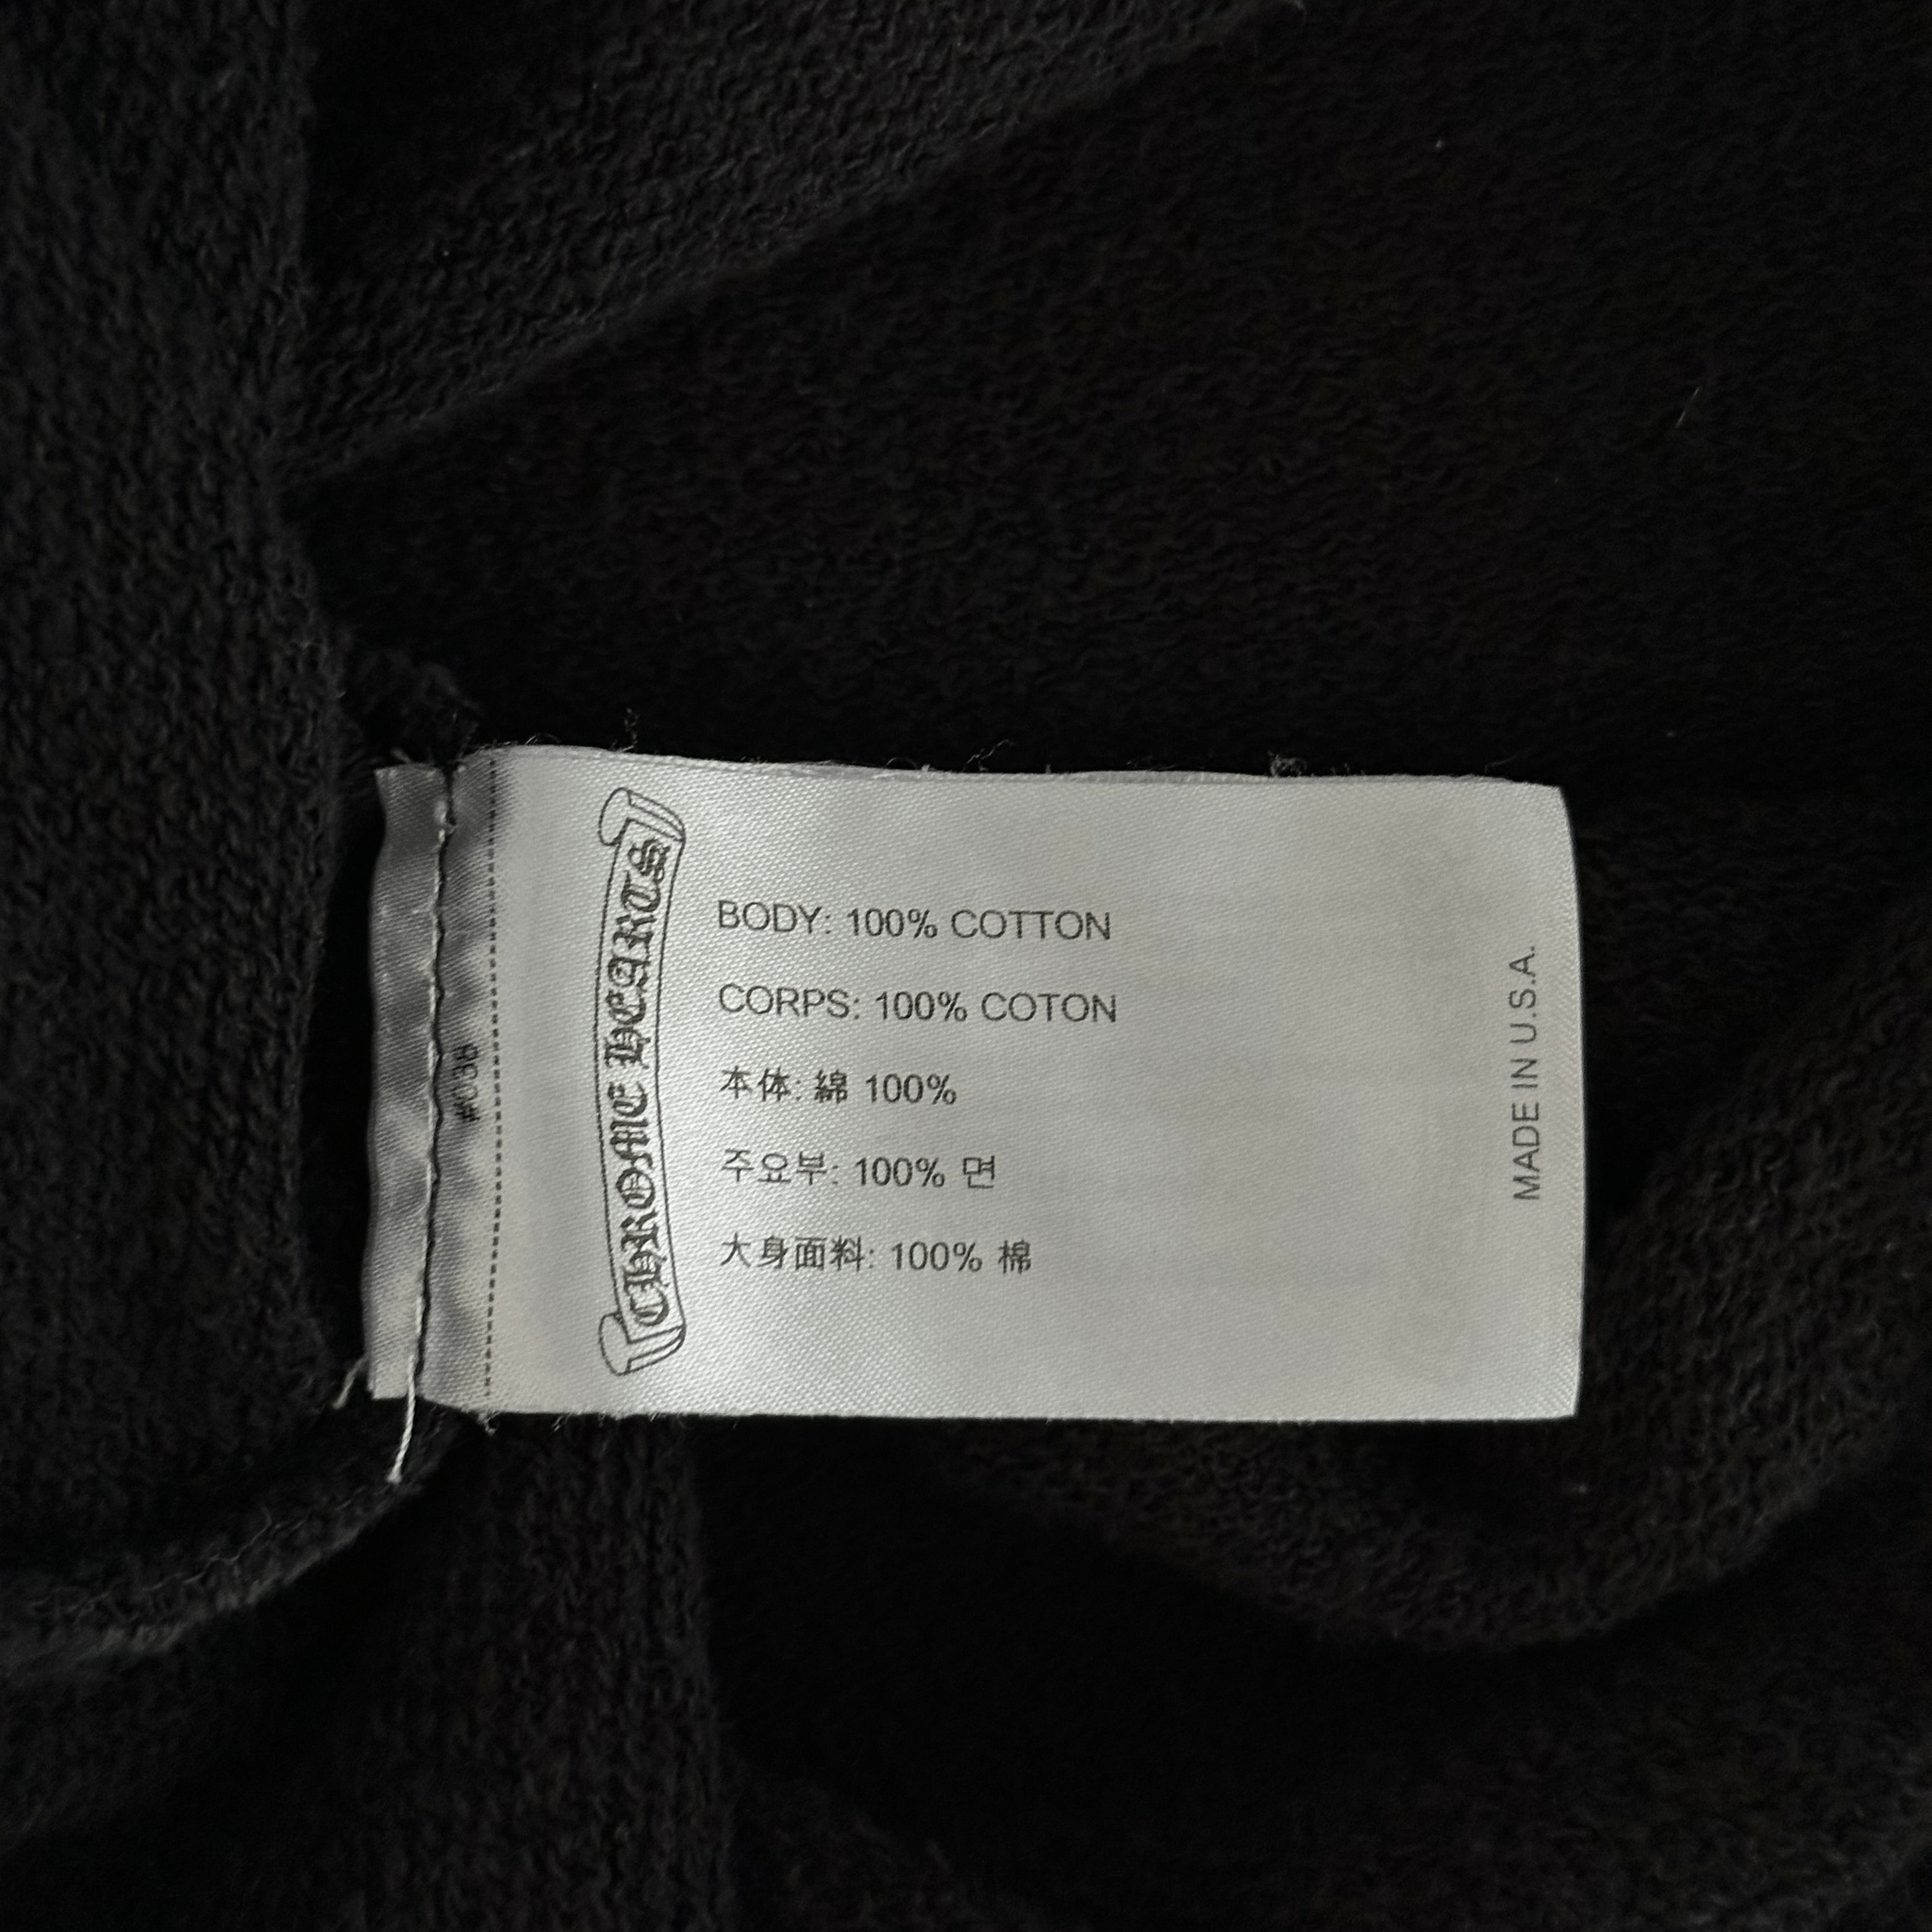 #038
CHROME HEARTS
BODY: 100% COTTON
CORPS: 100% COTON
本体: 綿 100%
주요부: 100% 면
大身面料: 100% 棉
MADE IN U.S.A.